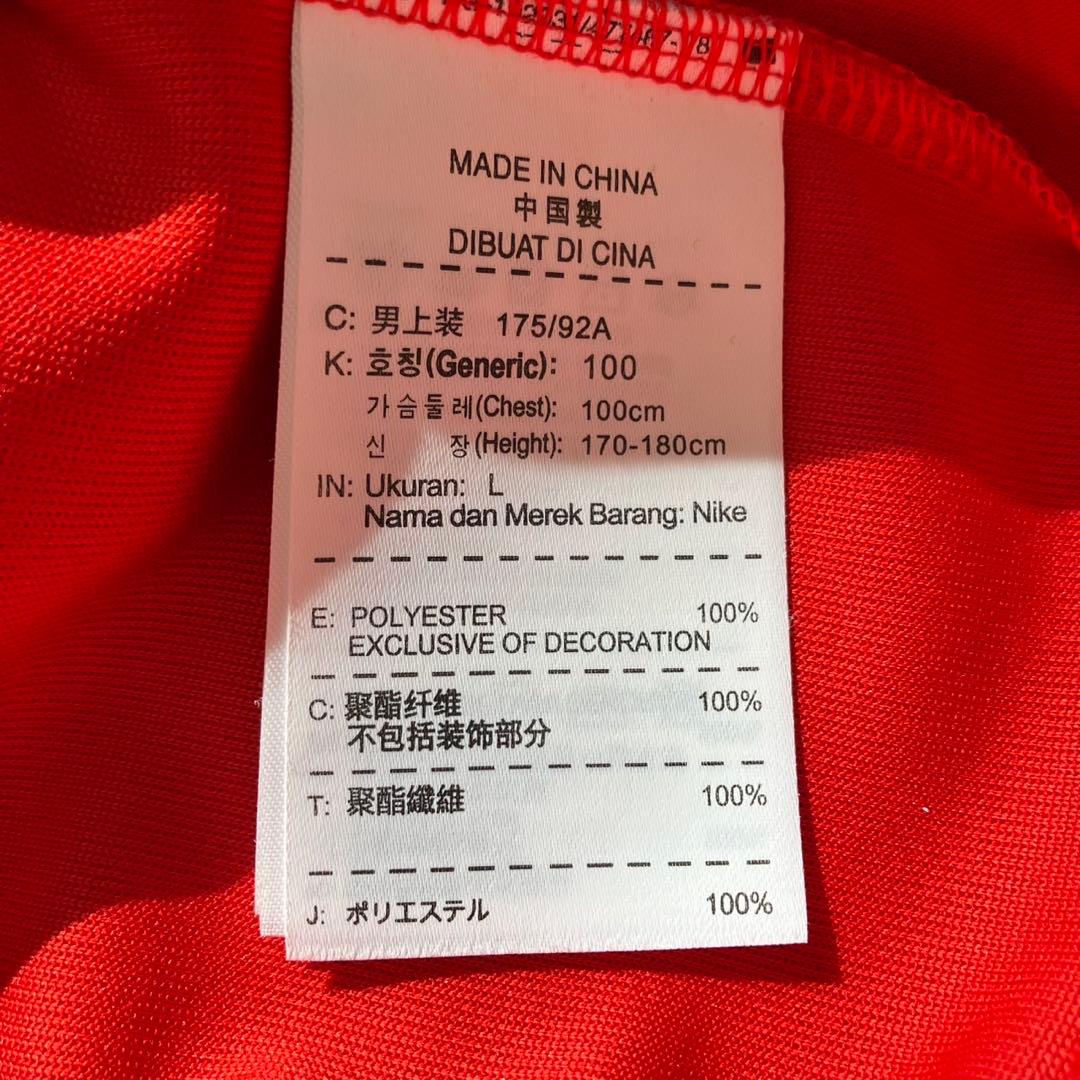 MADE IN CHINA
中国製
DIBUAT DI CINA
C: 男上装 175/92A
K: 호칭(Generic): 100
가슴둘레(Chest): 100cm
신 장(Height): 170-180cm
IN: Ukuran: L
Nama dan Merek Barang: Nike
E: POLYESTER 100%
EXCLUSIVE OF DECORATION
C: 聚酯纤维 100%
不包括装饰部分
T: 聚酯纖維 100%
J: ポリエステル 100%